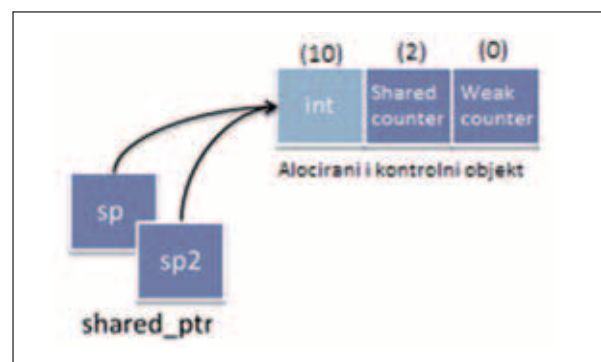 (10) (2) (0)
int Shared counter Weak counter
Alocirani i kontrolni objekt
sp
sp2
shared_ptr